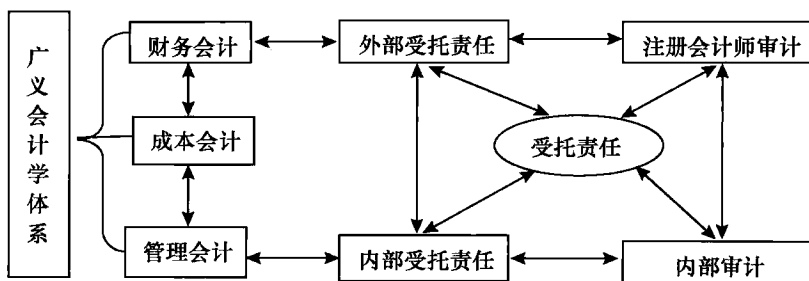 广义会计学体系
财务会计
外部受托责任
注册会计师审计
成本会计
受托责任
管理会计
内部受托责任
内部审计